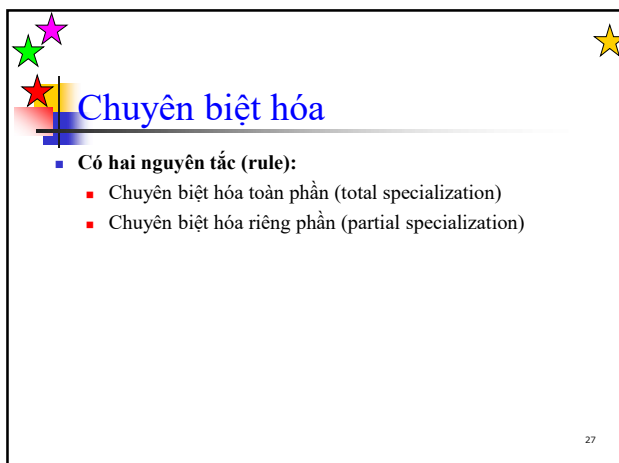 Chuyên biệt hóa
Có hai nguyên tắc (rule):
Chuyên biệt hóa toàn phần (total specialization)
Chuyên biệt hóa riêng phần (partial specialization)
27